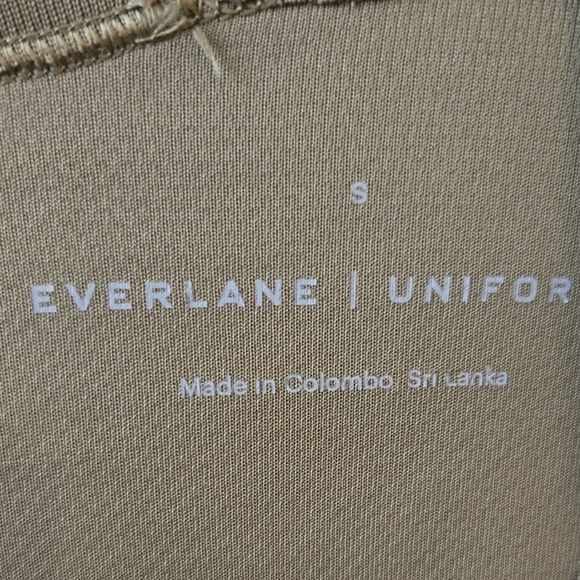 S
EVERLANE | UNIFOR
Made in Colombo Sri Lanka